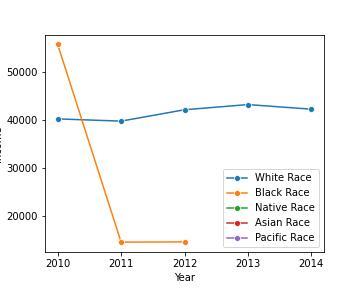 50000
40000
30000
20000
2010 2011 2012 2013 2014
Year
White Race
Black Race
Native Race
Asian Race
Pacific Race